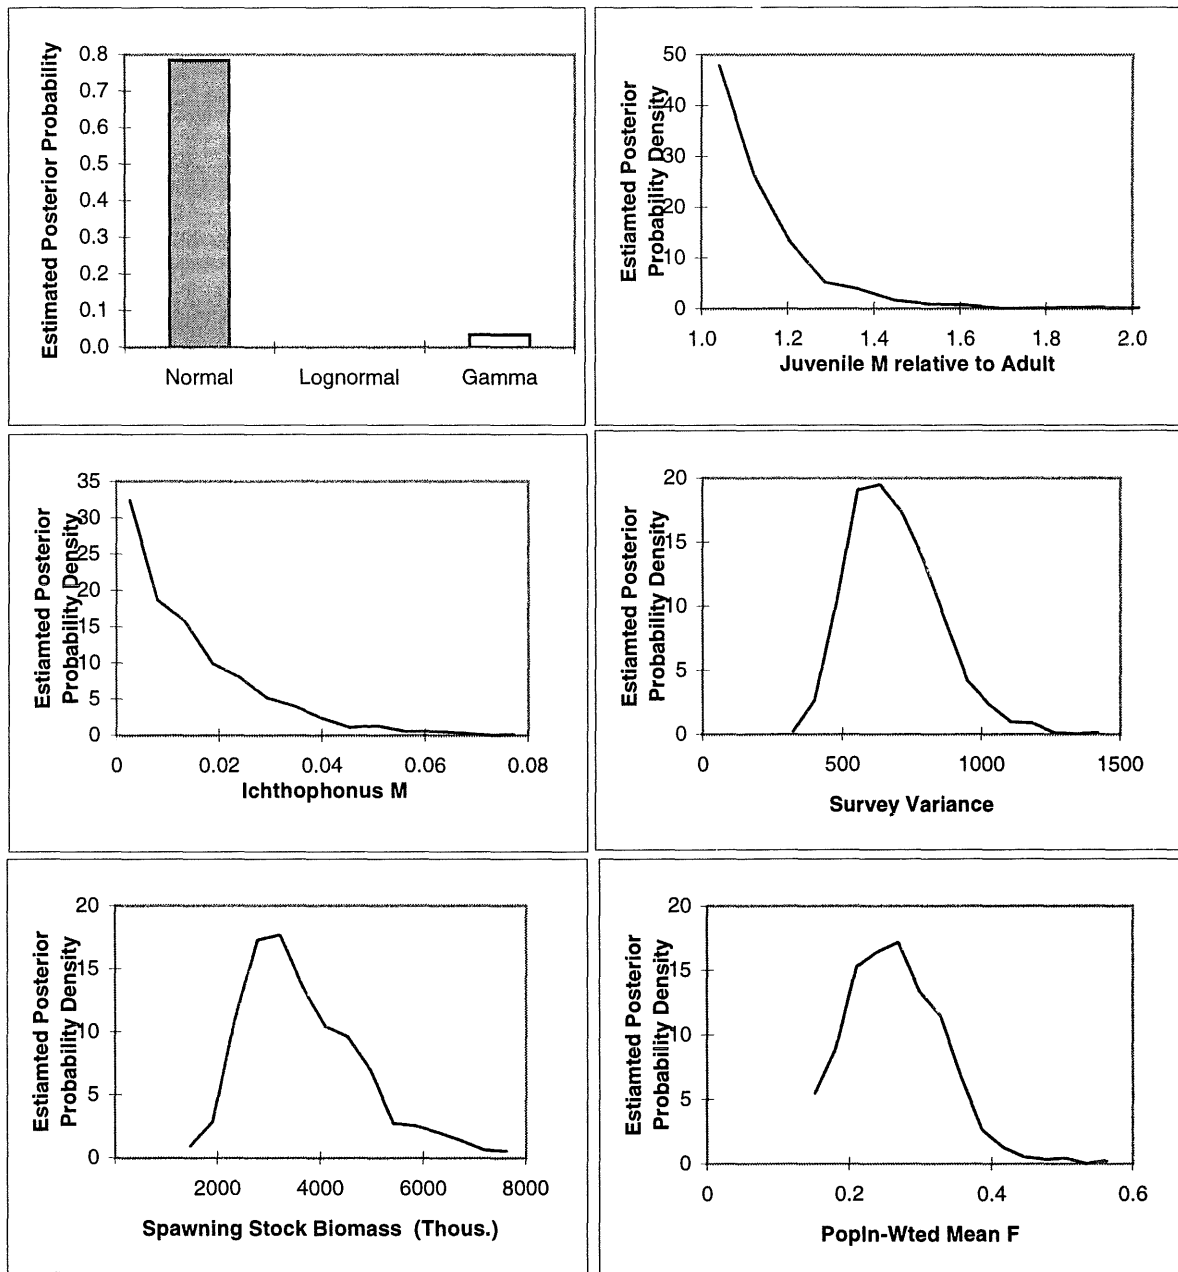 Estimated Posterior Probability
0.8
0.7
0.6
0.5
0.4
0.3
0.2
0.1
0.0
Normal Lognormal Gamma
Estiamted Posterior
Probability Density
50
40
30
20
10
0
1.0 1.2 1.4 1.6 1.8 2.0
Juvenile M relative to Adult
Estiamted Posterior
Probability Density
35
30
25
20
15
10
5
0
0 0.02 0.04 0.06 0.08
Ichthophonus M
Estiamted Posterior
Probability Density
20
15
10
5
0
0 500 1000 1500
Survey Variance
Estiamted Posterior
Probability Density
20
15
10
5
0
2000 4000 6000 8000
Spawning Stock Biomass (Thous.)
Estiamted Posterior
Probability Density
20
15
10
5
0
0 0.2 0.4 0.6
Popln-Wted Mean F